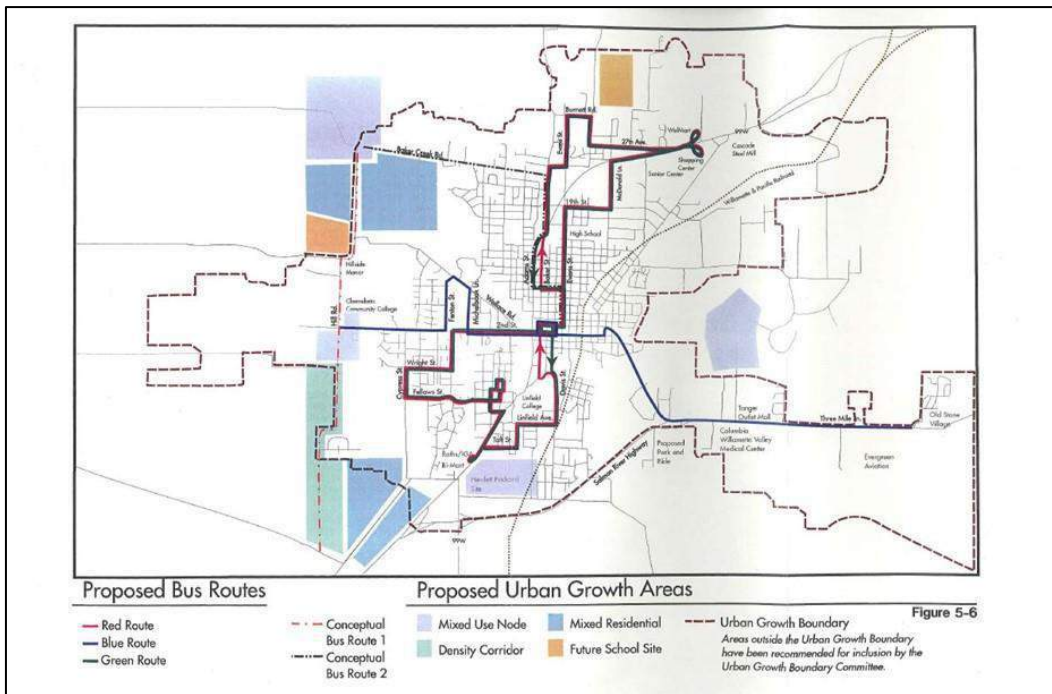 Burnett Rd.
WalMart
99W
Evans St.
27th Ave.
Cascade
Steel Mill
Shopping
Center
Baker Creek Rd.
McDonald Ln.
Senior Center
Willamette & Pacific Railroad
19th St.
High School
Adams St.
Baker St.
Evans St.
Hillside
Manor
Chemeketa
Community College
Hill Rd.
Fenton St.
Michelbook Ln.
Wallace Rd.
2nd St.
Wright St.
Cypress St.
Fellows St.
Linfield
College
Davis St.
Linfield Ave.
Taft St.
Bi-Mart
Hewlett Packard
Site
Salmon River Highway
Proposed
Park and
Ride
Tanger
Outlet Mall
Columbia
Willamette Valley
Medical Center
Three Mile Ln.
Old Stone
Village
Evergreen
Aviation
99W
Proposed Bus Routes
Red Route
Blue Route
Green Route
Conceptual
Bus Route 1
Conceptual
Bus Route 2
Proposed Urban Growth Areas
Mixed Use Node
Density Corridor
Mixed Residential
Future School Site
Figure 5-6
Urban Growth Boundary
Areas outside the Urban Growth Boundary
have been recommended for inclusion by the
Urban Growth Boundary Committee.